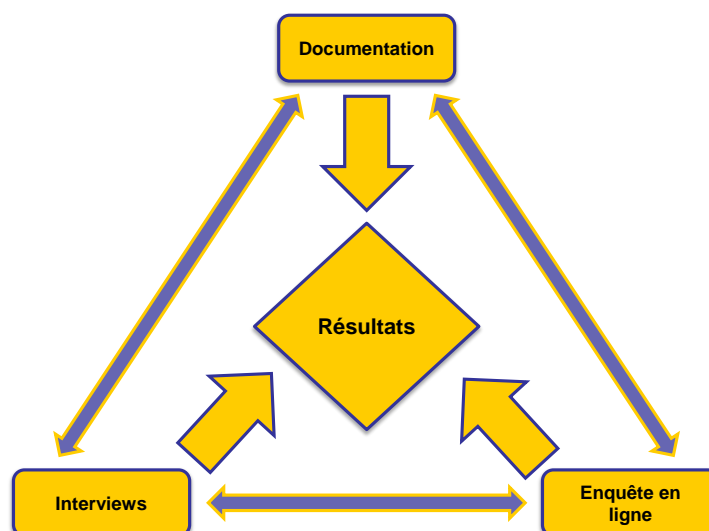 Documentation
Résultats
Interviews
Enquête en
ligne